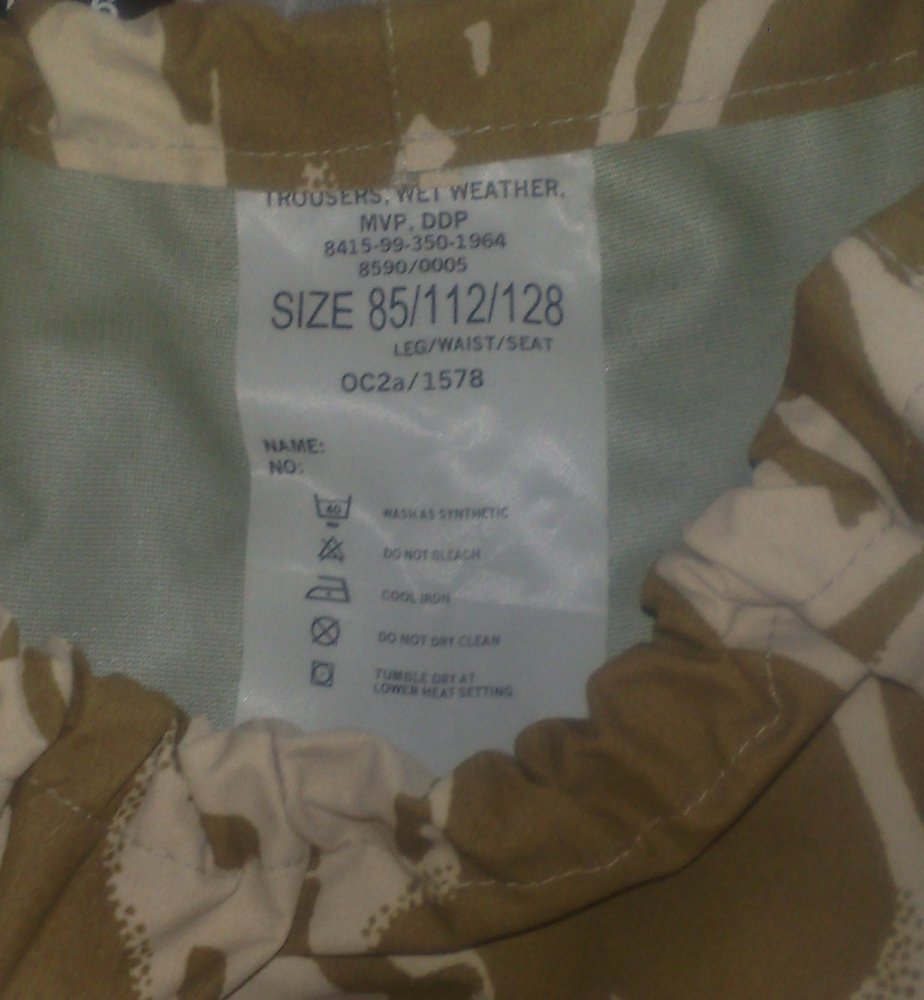 TROUSERS, WET WEATHER,
MVP, DDP
8415-99-350-1964
8590/0005
SIZE 85/112/128
LEG/WAIST/SEAT
OC2a/1578
NAME:
NO:
40 WASH AS SYNTHETIC
DO NOT BLEACH
COOL IRON
DO NOT DRY CLEAN
TUMBLE DRY AT
LOWER HEAT SETTING